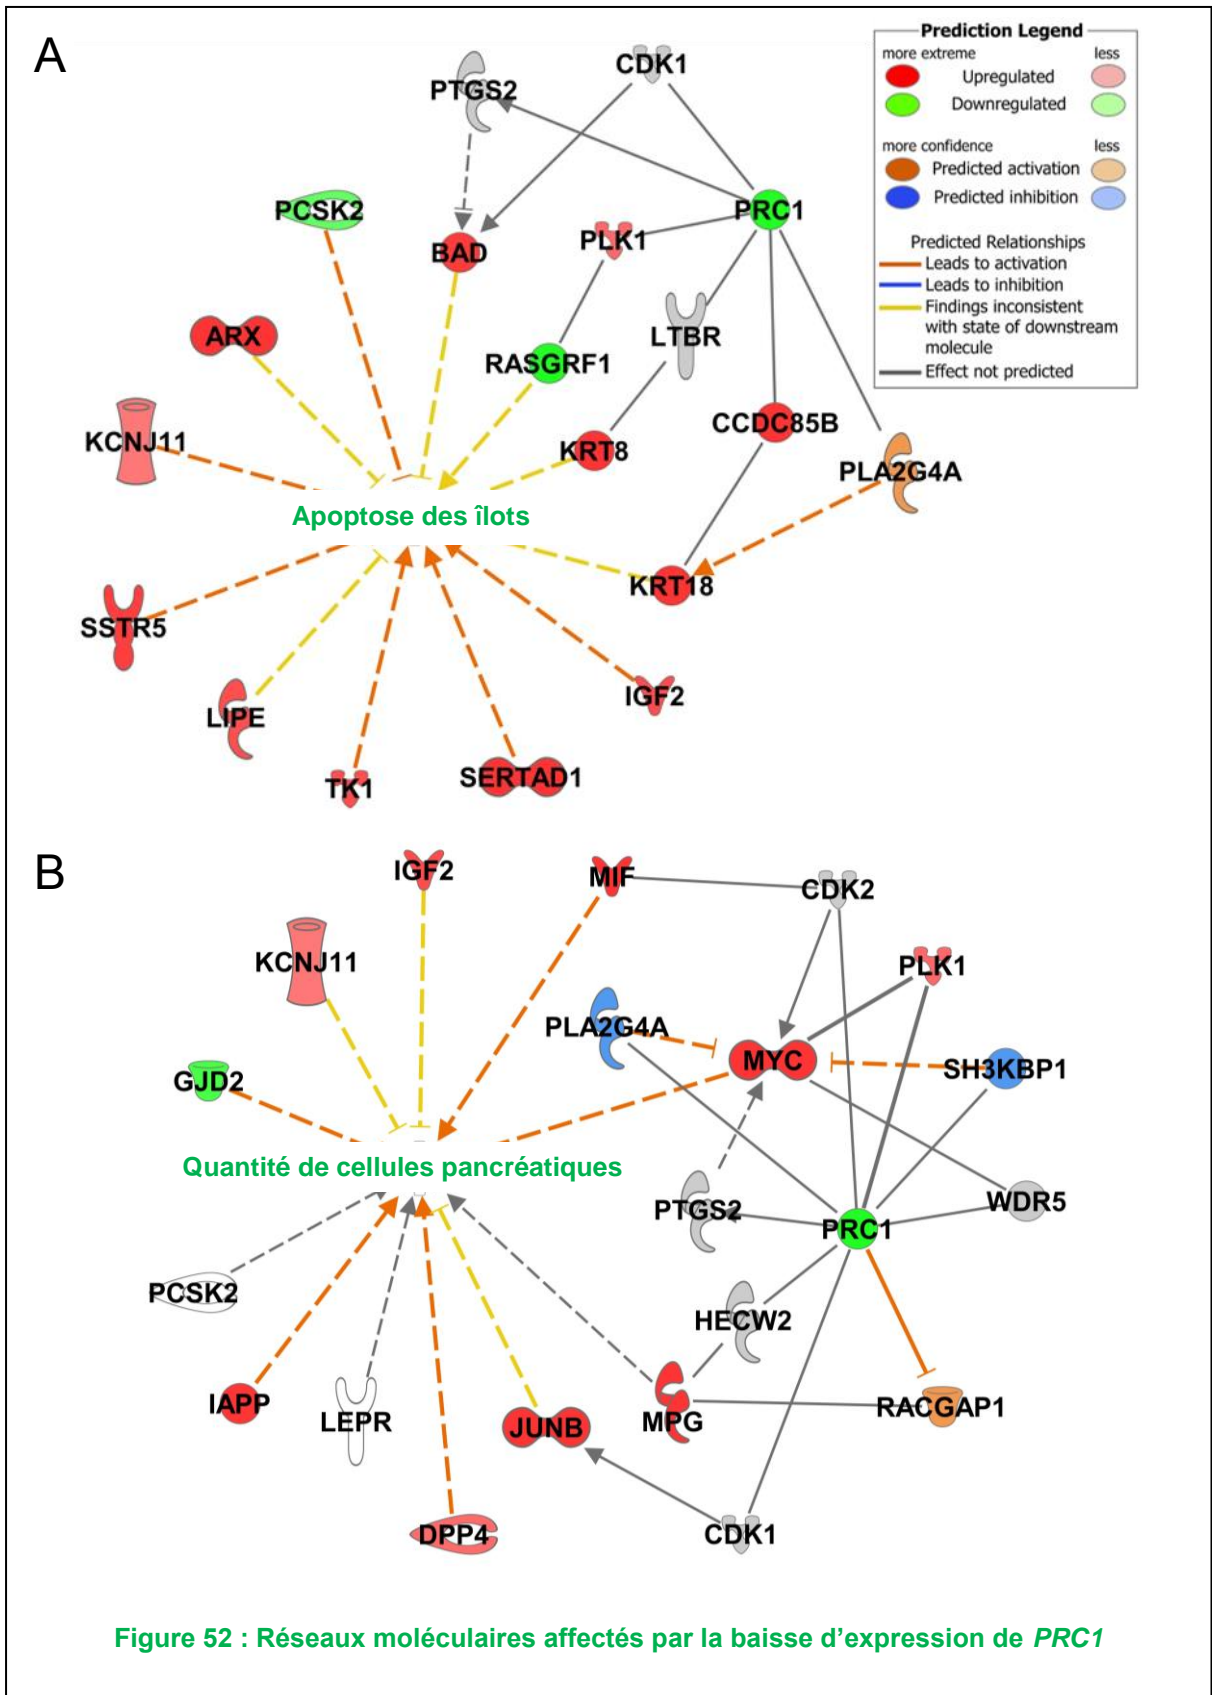 A
Prediction Legend
more extreme less
Upregulated
Downregulated
more confidence less
Predicted activation
Predicted inhibition
Predicted Relationships
Leads to activation
Leads to inhibition
Findings inconsistent
with state of downstream
molecule
Effect not predicted
CDK1
PTGS2
PCSK2
PRC1
BAD
PLK1
ARX
LTBR
RASGRF1
CCDC85B
KCNJ11
KRT8
PLA2G4A
Apoptose des îlots
KRT18
SSTR5
IGF2
LIPE
TK1
SERTAD1
B
IGF2
MIF
CDK2
KCNJ11
PLK1
PLA2G4A
MYC
SH3KBP1
GJD2
Quantité de cellules pancréatiques
PTGS2
WDR5
PRC1
PCSK2
HECW2
IAPP
LEPR
JUNB
MPG
RACGAP1
DPP4
CDK1
Figure 52 : Réseaux moléculaires affectés par la baisse d’expression de PRC1